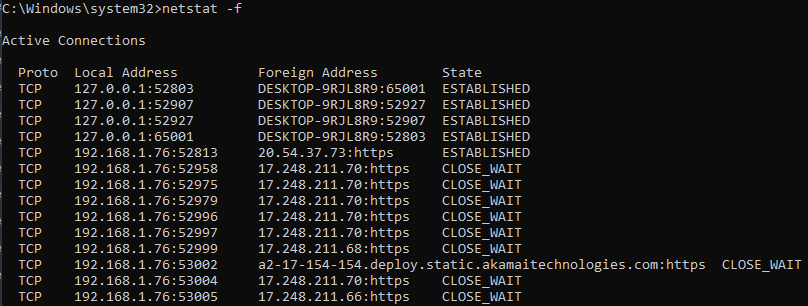 C:\Windows\system32>netstat -f
Active Connections
Proto  Local Address          Foreign Address        State
TCP    127.0.0.1:52803        DESKTOP-9RJL8R9:65001  ESTABLISHED
TCP    127.0.0.1:52907        DESKTOP-9RJL8R9:52927  ESTABLISHED
TCP    127.0.0.1:52927        DESKTOP-9RJL8R9:52907  ESTABLISHED
TCP    127.0.0.1:65001        DESKTOP-9RJL8R9:52803  ESTABLISHED
TCP    192.168.1.76:52813     20.54.37.73:https      ESTABLISHED
TCP    192.168.1.76:52958     17.248.211.70:https    CLOSE_WAIT
TCP    192.168.1.76:52975     17.248.211.70:https    CLOSE_WAIT
TCP    192.168.1.76:52979     17.248.211.70:https    CLOSE_WAIT
TCP    192.168.1.76:52996     17.248.211.70:https    CLOSE_WAIT
TCP    192.168.1.76:52997     17.248.211.70:https    CLOSE_WAIT
TCP    192.168.1.76:52999     17.248.211.68:https    CLOSE_WAIT
TCP    192.168.1.76:53002     a2-17-154-154.deploy.static.akamaitechnologies.com:https  CLOSE_WAIT
TCP    192.168.1.76:53004     17.248.211.70:https    CLOSE_WAIT
TCP    192.168.1.76:53005     17.248.211.66:https    CLOSE_WAIT